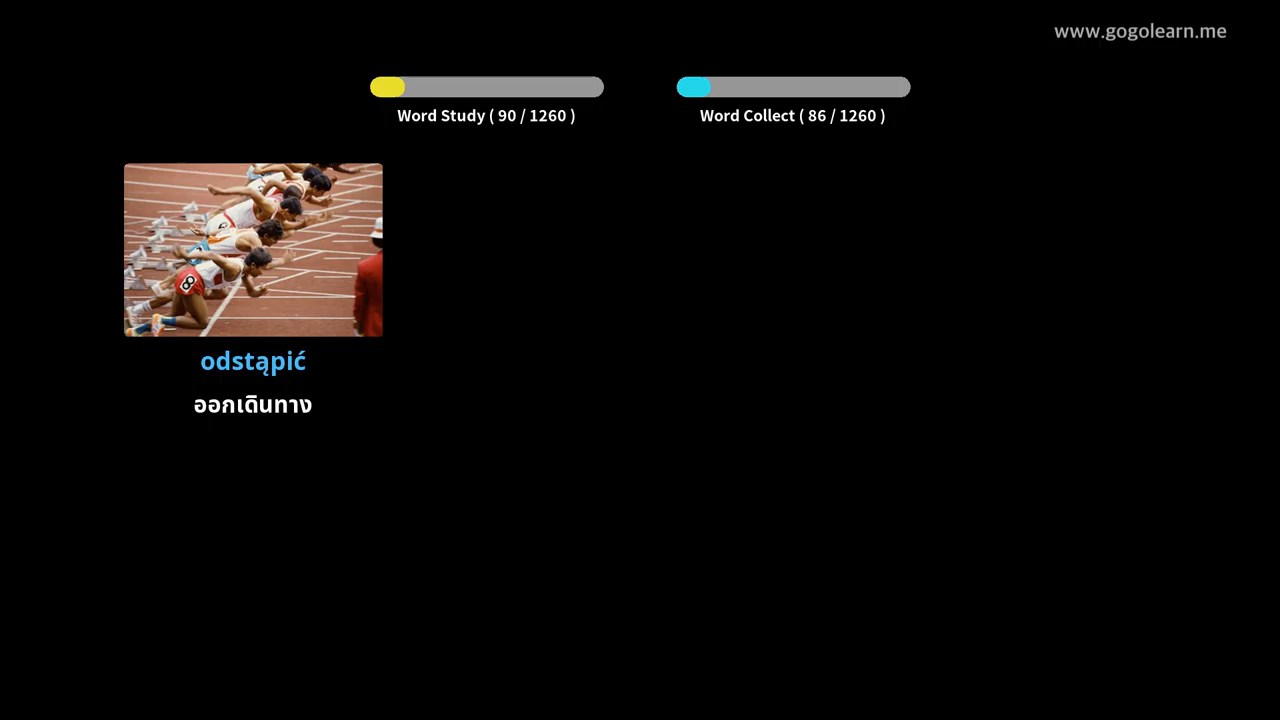 www.gogolearn.me
Word Study ( 90 / 1260 )
Word Collect ( 86 / 1260 )
8
odstąpić
ออกเดินทาง